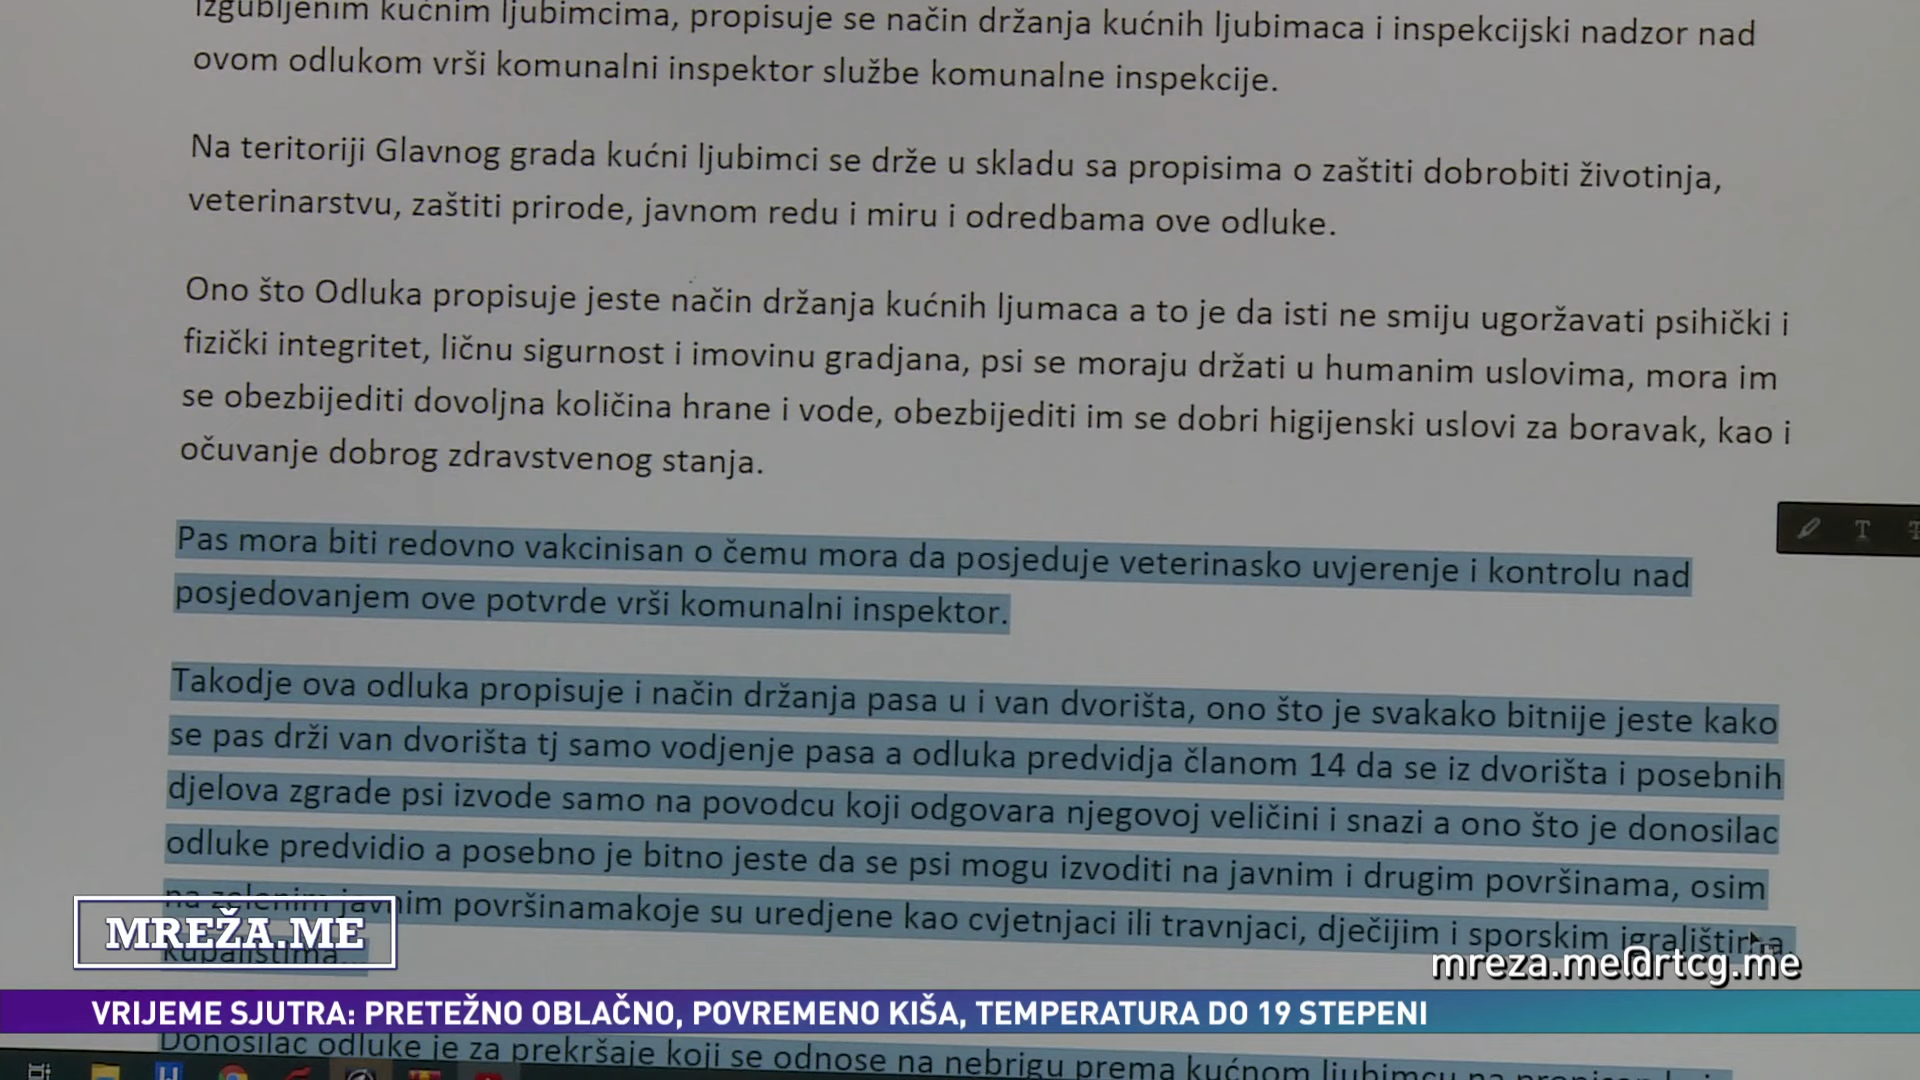 izgubljenim kućnim ljubimcima, propisuje se način držanja kućnih ljubimaca i inspekcijski nadzor nad
ovom odlukom vrši komunalni inspektor službe komunalne inspekcije.
Na teritoriji Glavnog grada kućni ljubimci se drže u skladu sa propisima o zaštiti dobrobiti životinja,
veterinarstvu, zaštiti prirode, javnom redu i miru i odredbama ove odluke.
Ono što Odluka propisuje jeste način držanja kućnih ljumaca a to je da isti ne smiju ugoržavati psihički i
fizički integritet, ličnu sigurnost i imovinu gradjana, psi se moraju držati u humanim uslovima, mora im
se obezbijediti dovoljna količina hrane i vode, obezbijediti im se dobri higijenski uslovi za boravak, kao i
očuvanje dobrog zdravstvenog stanja.
Pas mora biti redovno vakcinisan o čemu mora da posjeduje veterinasko uvjerenje i kontrolu nad
posjedovanjem ove potvrde vrši komunalni inspektor.
Takodje ova odluka propisuje i način držanja pasa u i van dvorišta, ono što je svakako bitnije jeste kako
se pas drži van dvorišta tj samo vodjenje pasa a odluka predvidja članom 14 da se iz dvorišta i posebnih
djelova zgrade psi izvode samo na povodcu koji odgovara njegovoj veličini i snazi a ono što je donosilac
odluke predvidio a posebno je bitno jeste da se psi mogu izvoditi na javnim i drugim površinama, osim
na zelenim javnim površinamakoje su uredjene kao cvjetnjaci ili travnjaci, dječijim i sporskim igralištima,
kupalištima...
MREŽA.ME
mreza.me@rtcg.me
VRIJEME SJUTRA: PRETEŽNO OBLAČNO, POVREMENO KIŠA, TEMPERATURA DO 19 STEPENI
Donosilac odluke je za prekršaje koji se odnose na nebrigu prema kućnom ljubimcu